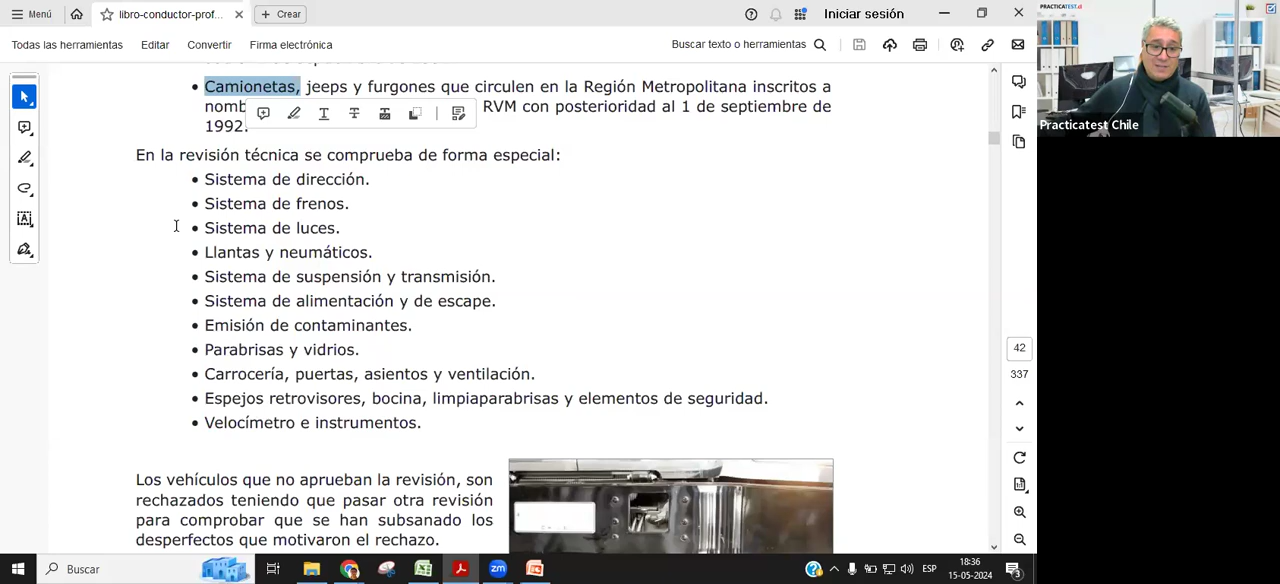 Menú
libro-conductor-prof...
Crear
Iniciar sesión
Todas las herramientas
Editar
Convertir
Firma electrónica
Buscar texto o herramientas
• Camionetas, jeeps y furgones que circulen en la Región Metropolitana inscritos a
nomb RVM con posterioridad al 1 de septiembre de
1992.
En la revisión técnica se comprueba de forma especial:
• Sistema de dirección.
• Sistema de frenos.
• Sistema de luces.
• Llantas y neumáticos.
• Sistema de suspensión y transmisión.
• Sistema de alimentación y de escape.
• Emisión de contaminantes.
• Parabrisas y vidrios.
• Carrocería, puertas, asientos y ventilación.
• Espejos retrovisores, bocina, limpiaparabrisas y elementos de seguridad.
• Velocímetro e instrumentos.
Los vehículos que no aprueban la revisión, son
rechazados teniendo que pasar otra revisión
para comprobar que se han subsanado los
desperfectos que motivaron el rechazo.
42
337
PRACTICATEST.cl
Practicatest Chile
Buscar
zm
ESP
18:36
15-05-2024
3